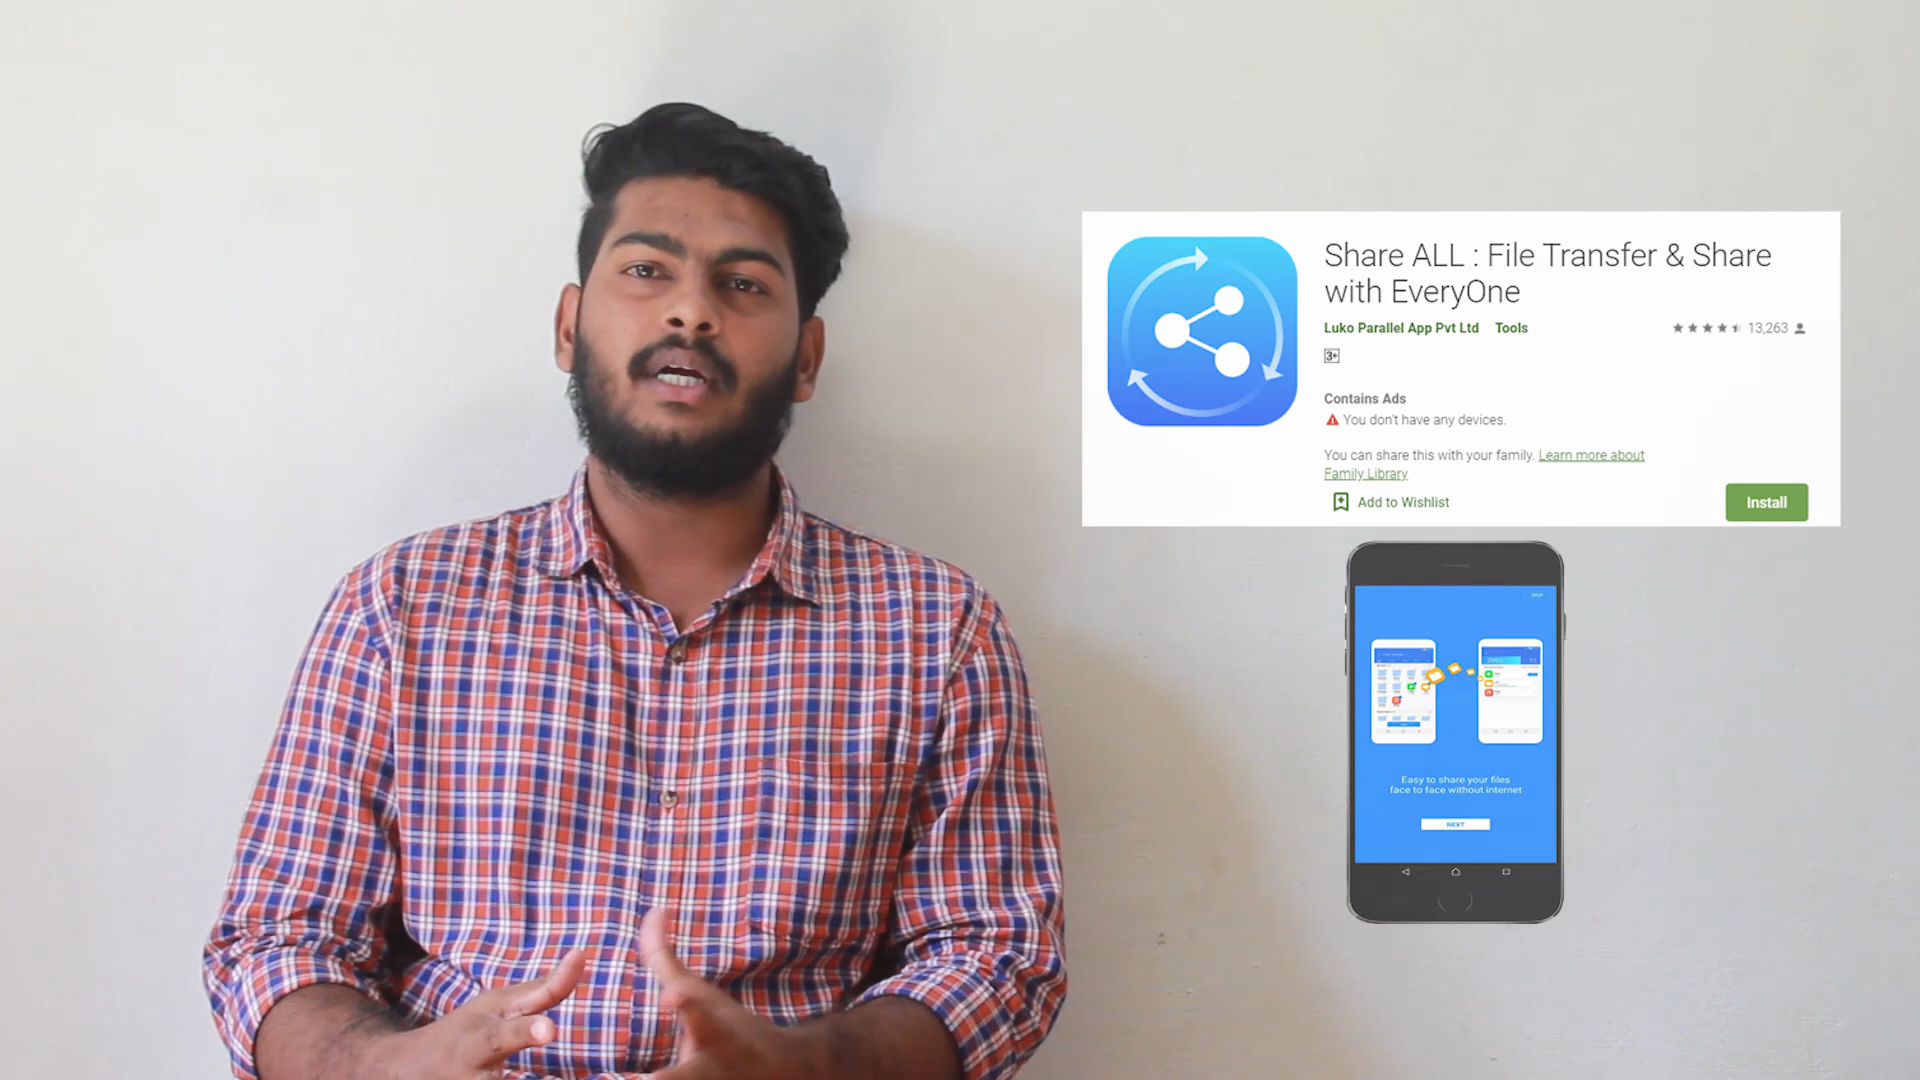 Share ALL : File Transfer & Share
with EveryOne
Luko Parallel App Pvt Ltd Tools 13,263
3+
Contains Ads
You don't have any devices.
You can share this with your family. Learn more about
Family Library
Add to Wishlist
Install
Easy to share your files
face to face without internet
NEXT